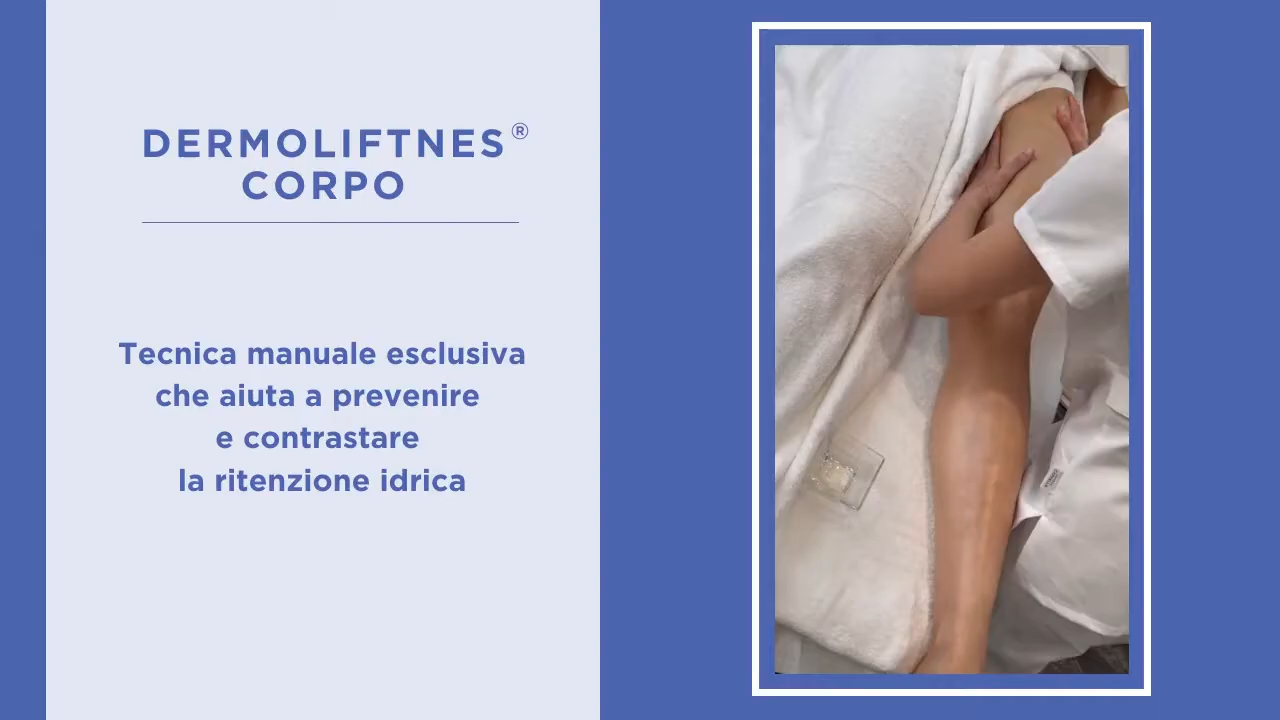 DERMOLIFTNES®
CORPO
Tecnica manuale esclusiva
che aiuta a prevenire
e contrastare
la ritenzione idrica